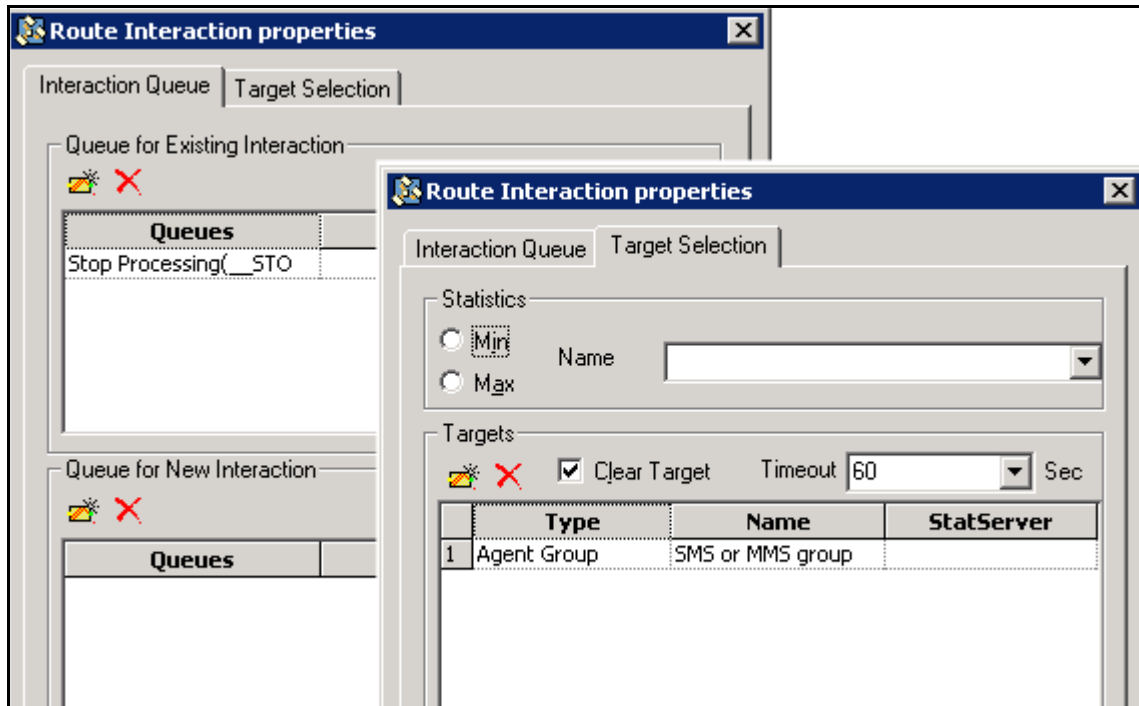 Route Interaction properties
Interaction Queue Target Selection
Queue for Existing Interaction
Queues
Stop Processing(__STO
Queue for New Interaction
Queues
Route Interaction properties
Interaction Queue Target Selection
Statistics
Min
Max
Name
Targets
Clear Target Timeout 60 Sec
Type Name StatServer
1 Agent Group SMS or MMS group